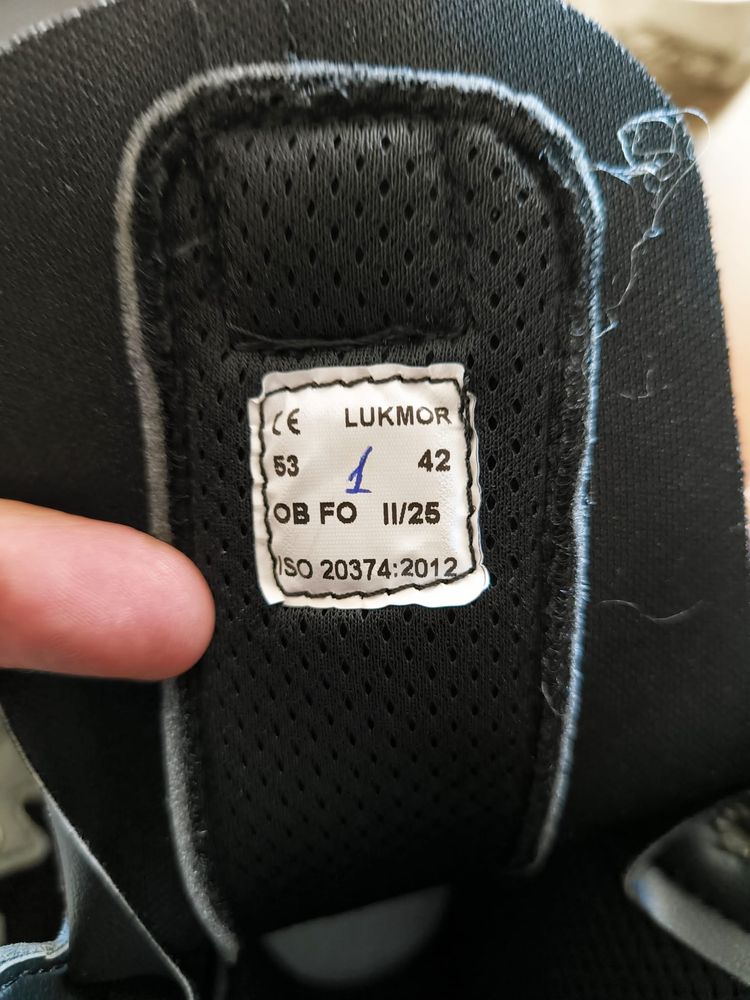 CE LUKMOR
53 1 42
OB FO II/25
ISO 20374:2012